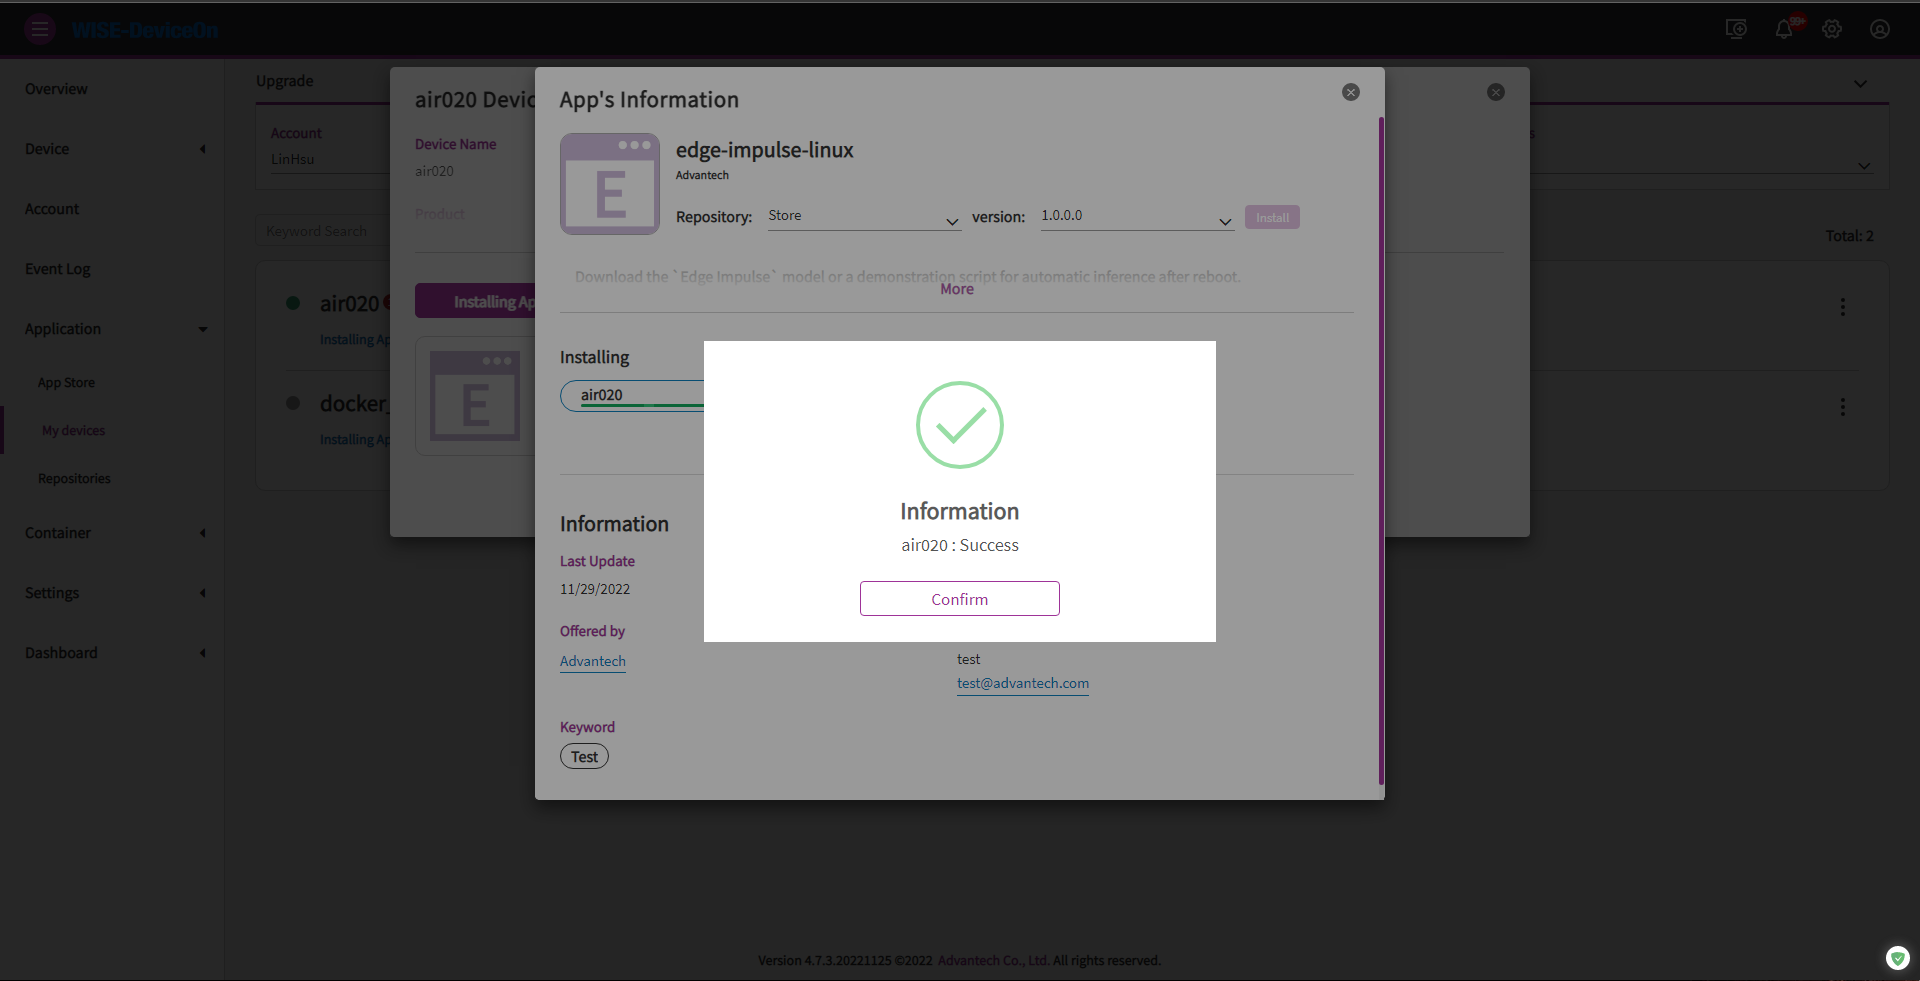 WISE-DeviceOn
99+
Overview
Device
Account
Event Log
Application
App Store
My devices
Repositories
Container
Settings
Dashboard
Upgrade
Account
LinHsu
Keyword Search
Total: 2
air020
Installing Ap
docker_
Installing Ap
air020 Devic
Device Name
air020
Product
Installing Ap
E
App's Information
E
edge-impulse-linux
Advantech
Repository: Store version: 1.0.0.0 Install
Download the `Edge Impulse` model or a demonstration script for automatic inference after reboot.
More
Installing
air020
Information
air020 : Success
Confirm
Information
Last Update
11/29/2022
Offered by
Advantech
test
test@advantech.com
Keyword
Test
Version 4.7.3.20221125 ©2022 Advantech Co., Ltd. All rights reserved.